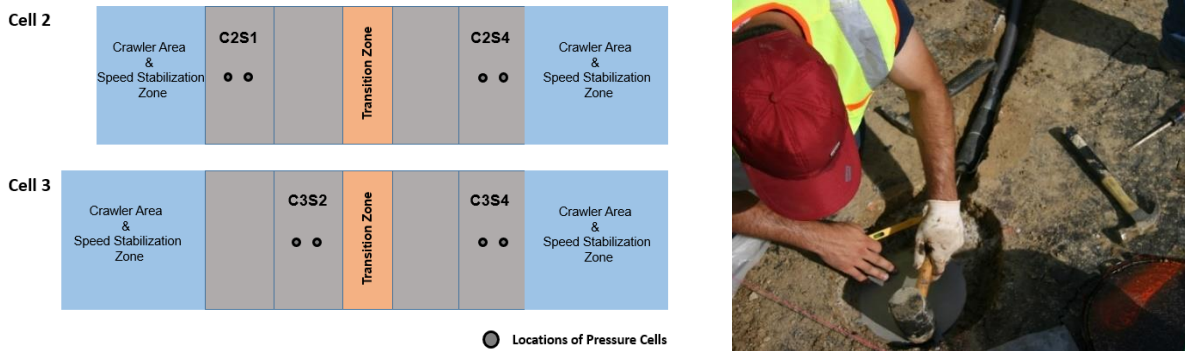 Cell 2
Crawler Area
&
Speed Stabilization
Zone
C2S1
Transition Zone
C2S4
Crawler Area
&
Speed Stabilization
Zone
Cell 3
Crawler Area
&
Speed Stabilization
Zone
C3S2
Transition Zone
C3S4
Crawler Area
&
Speed Stabilization
Zone
Locations of Pressure Cells